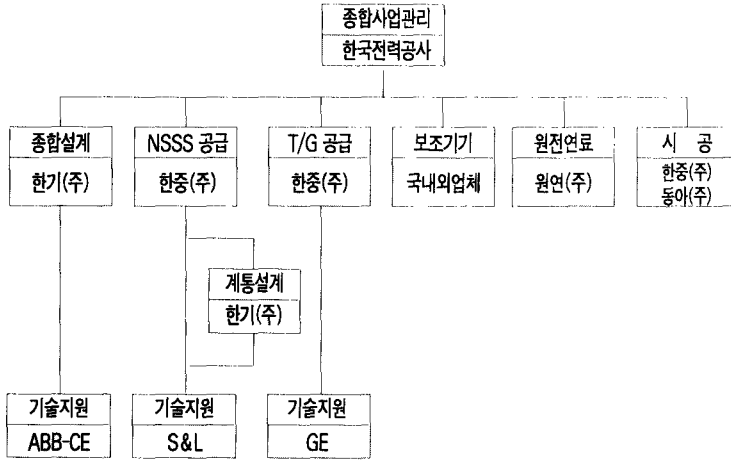 종합사업관리
한국전력공사
종합설계
한기(주)
NSSS 공급
한중(주)
T/G 공급
한중(주)
보조기기
국내외업체
원전연료
원연(주)
시 공
한중(주)
동아(주)
계통설계
한기(주)
기술지원
ABB-CE
기술지원
S&L
기술지원
GE